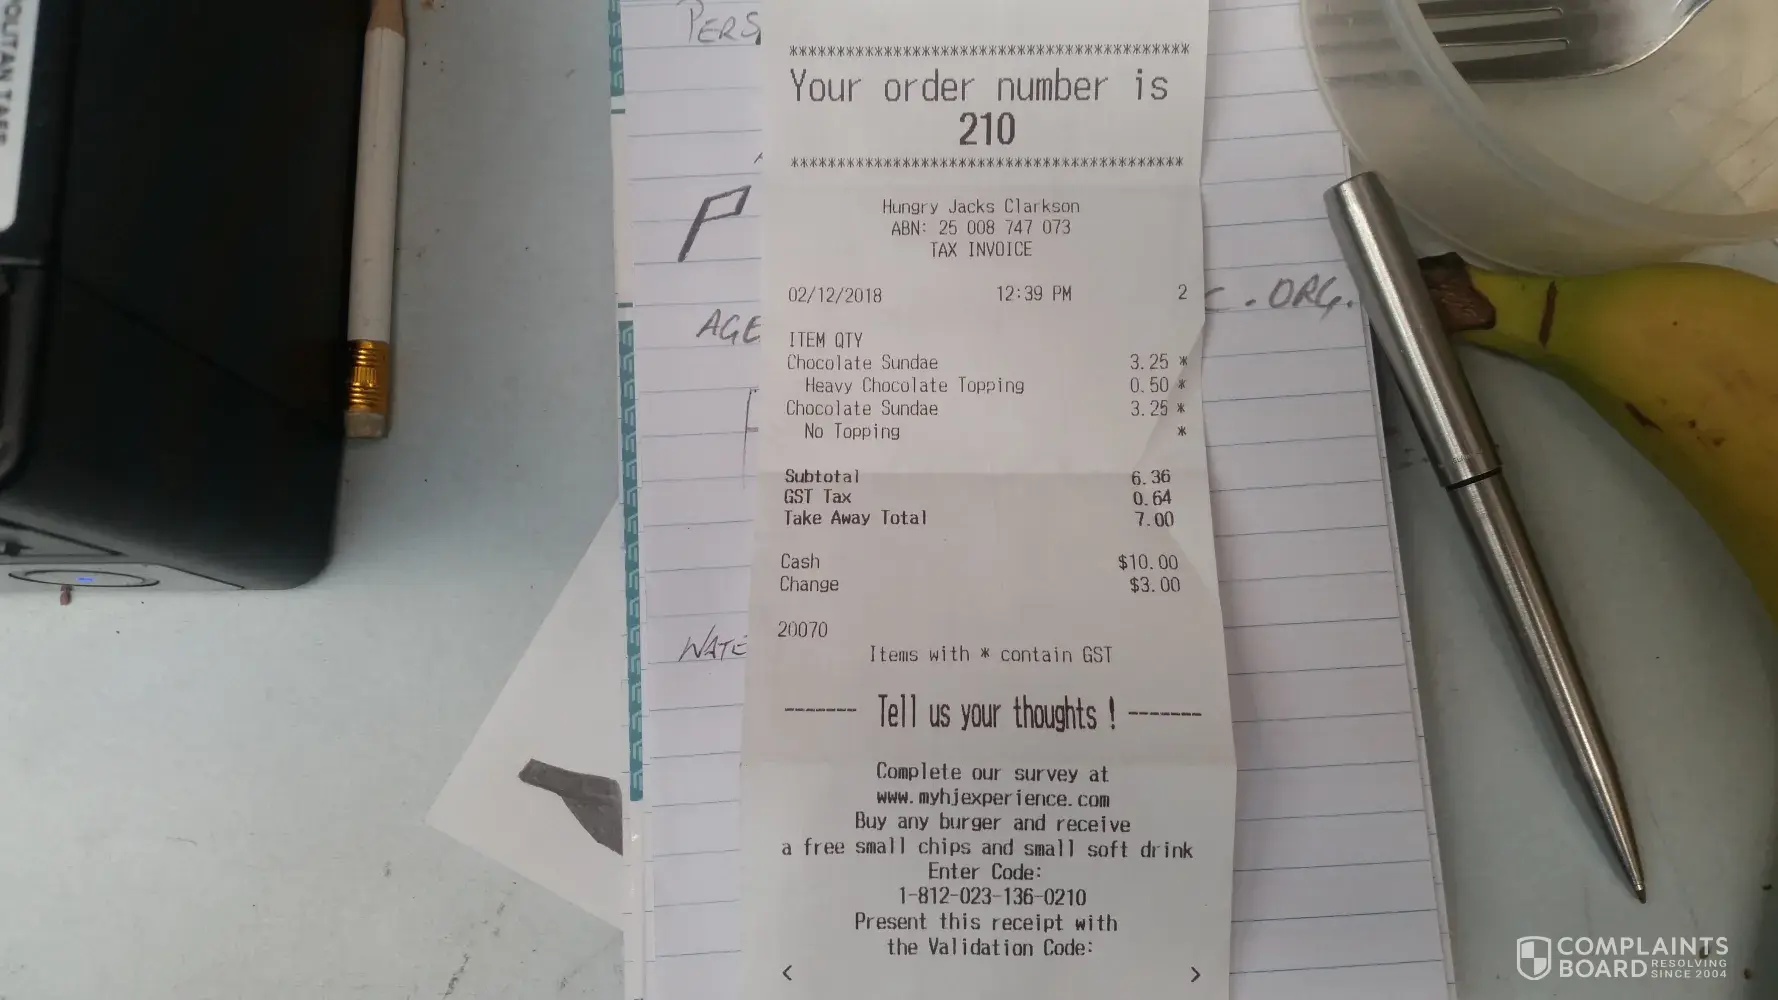 PERS
****************************************
Your order number is
210
****************************************
Hungry Jacks Clarkson
ABN: 25 008 747 073
TAX INVOICE
02/12/2018 12:39 PM 2
ITEM QTY
Chocolate Sundae 3.25 *
Heavy Chocolate Topping 0.50 *
Chocolate Sundae 3.25 *
No Topping *
Subtotal 6.36
GST Tax 0.64
Take Away Total 7.00
Cash $10.00
Change $3.00
20070
Items with * contain GST
------- Tell us your thoughts ! -------
Complete our survey at
www.myhjexperience.com
Buy any burger and receive
a free small chips and small soft drink
Enter Code:
1-812-023-136-0210
Present this receipt with
the Validation Code:
< >
P
AGE
. ORG.
WATE
COMPLAINTS
BOARD RESOLVING
SINCE 2004